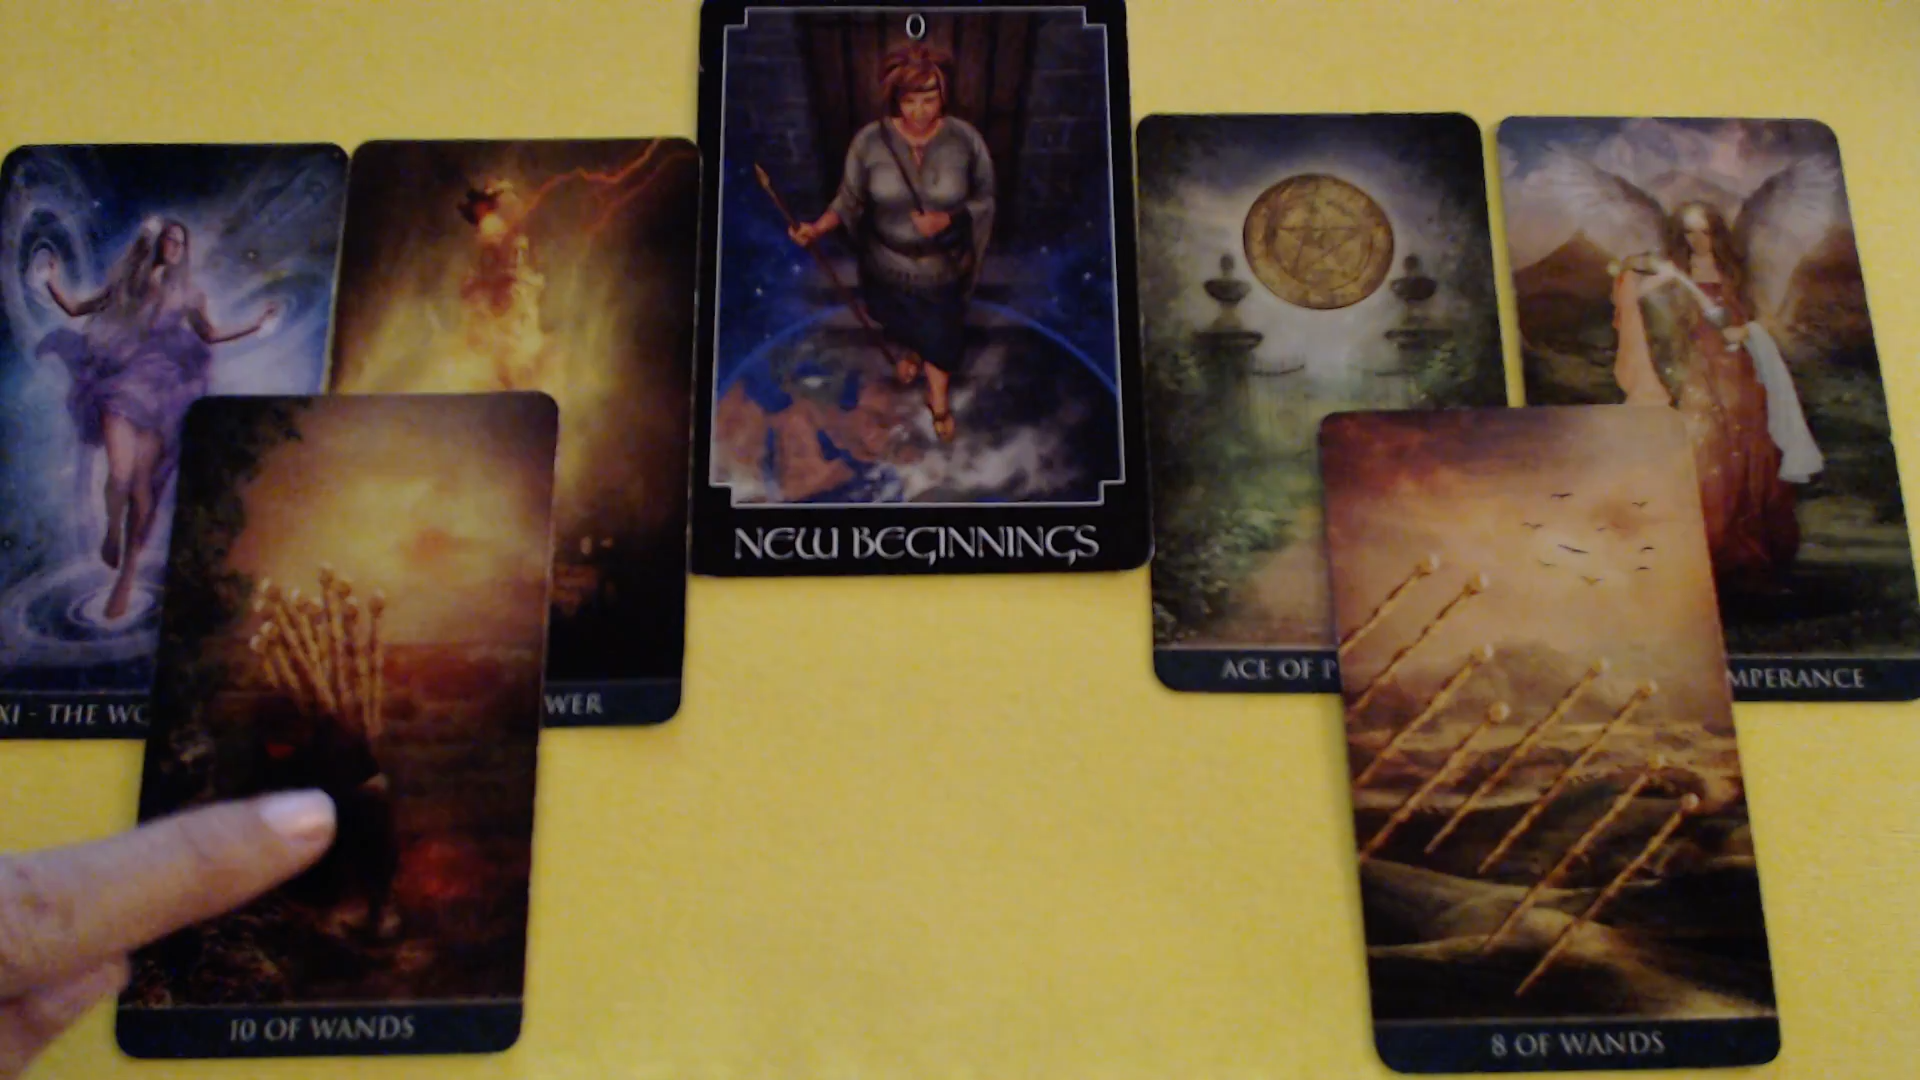 0
NEW BEGINNINGS
XI - THE WO
WER
ACE OF P
MPERANCE
10 OF WANDS
8 OF WANDS